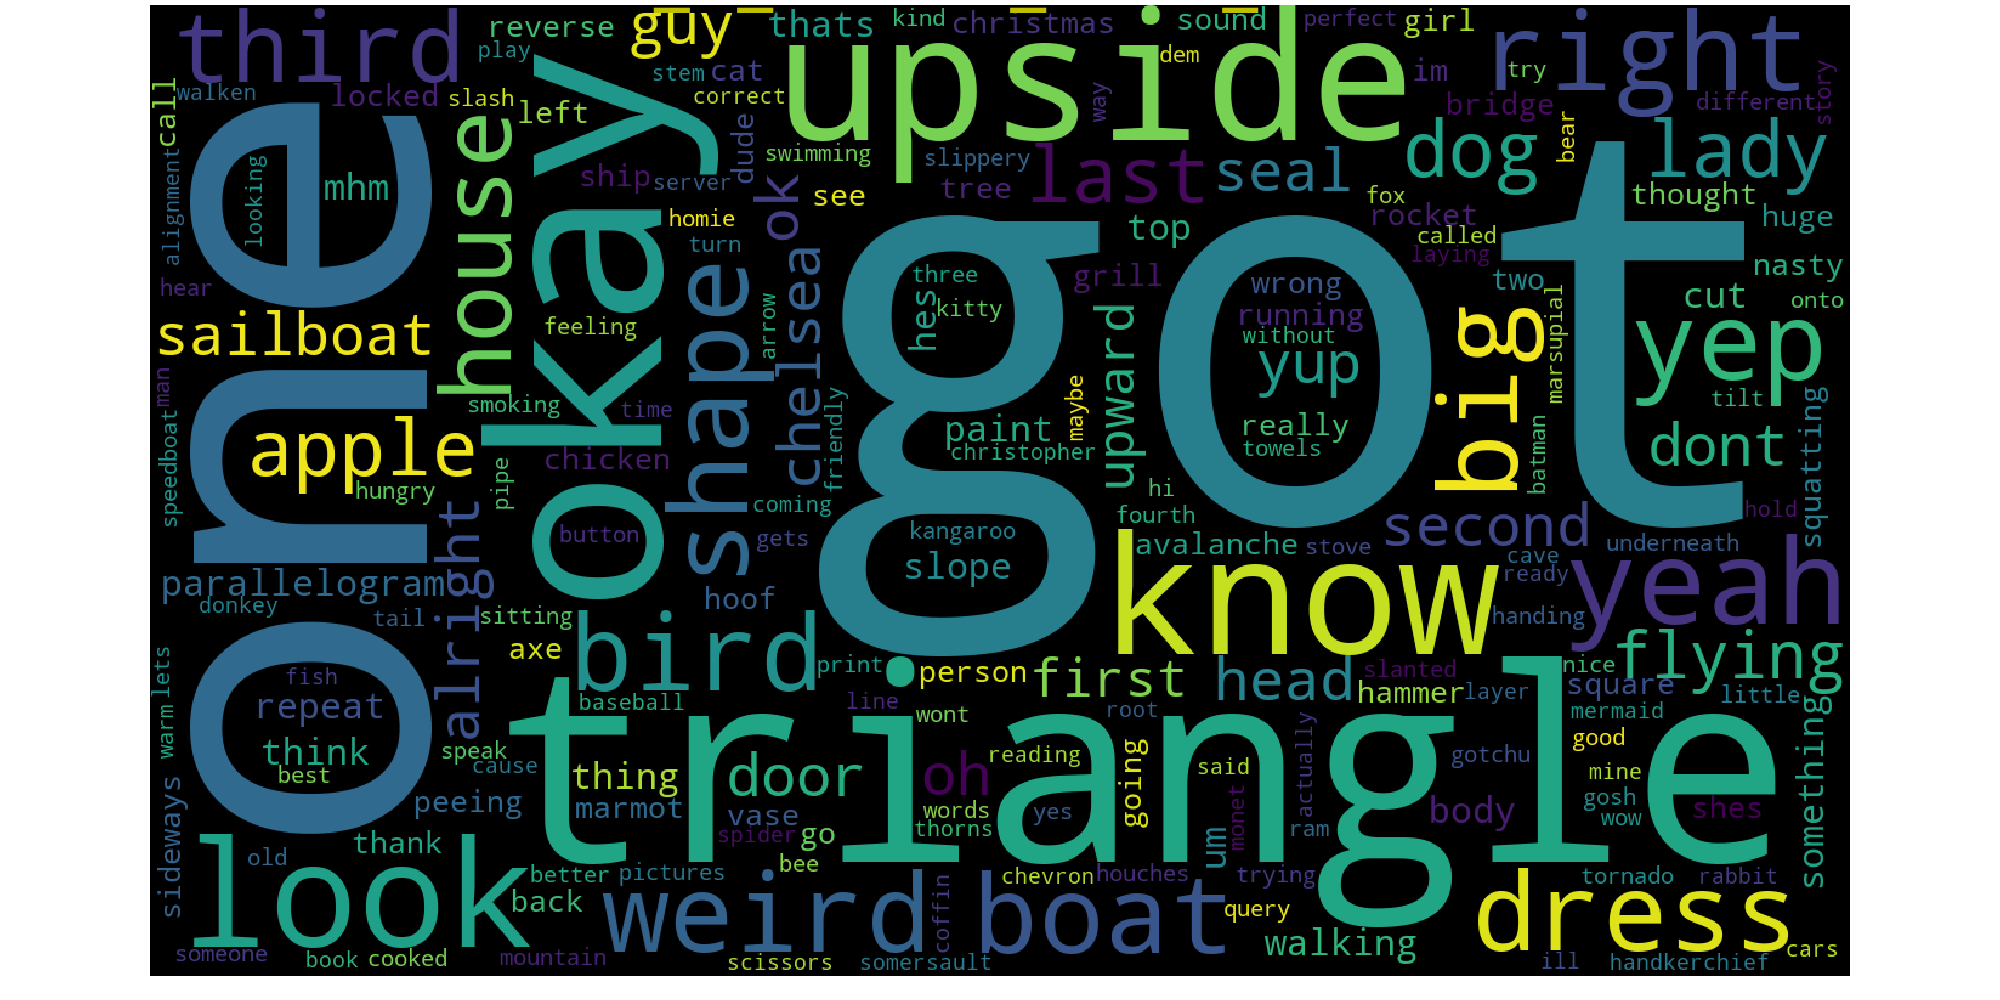 reverse
guy
thats
kind
christmas
sound
perfect
girl
third
play
upside
dem
right
okay
one
house
call
walken
locked
slash
left
stem
cat
correct
im
try
bridge
different
story
way
bear
dog
lady
looking
mhm
alignment
ship
server
dude
swimming
slippery
tree
last
seal
ok
see
fox
thought
rocket
huge
homie
turn
called
top
got
laying
hear
shape
chelsea
three
grill
wrong
two
nasty
cut
onto
kitty
hes
running
sailboat
feeling
arrow
upward
without
yup
big
marsupial
yep
man
speedboat
smoking
time
friendly
maybe
tilt
apple
paint
really
christopher
towels
batman
dont
squatting
hungry
pipe
chicken
coming
hi
hold
alright
fourth
second
button
gets
kangaroo
know
avalanche
stove
cave
underneath
slope
ready
yeah
parallelogram
donkey
hoof
tail
sitting
handing
lets
warm
axe
bird
print
person
first
head
slanted
nice
flying
fish
hammer
layer
square
little
repeat
baseball
line
wont
root
mermaid
triangle
think
speak
reading
going
actually
gotchu
good
something
best
cause
thing
door
oh
said
mine
sideways
peeing
marmot
vase
words
monet
body
gosh
shes
spider
go
thorns
yes
um
ram
wow
look
thank
old
better
pictures
bee
chevron
houches
trying
tornado
rabbit
back
weird
coffin
boat
query
dress
someone
book
cooked
mountain
scissors
somersault
walking
ill
handkerchief
cars